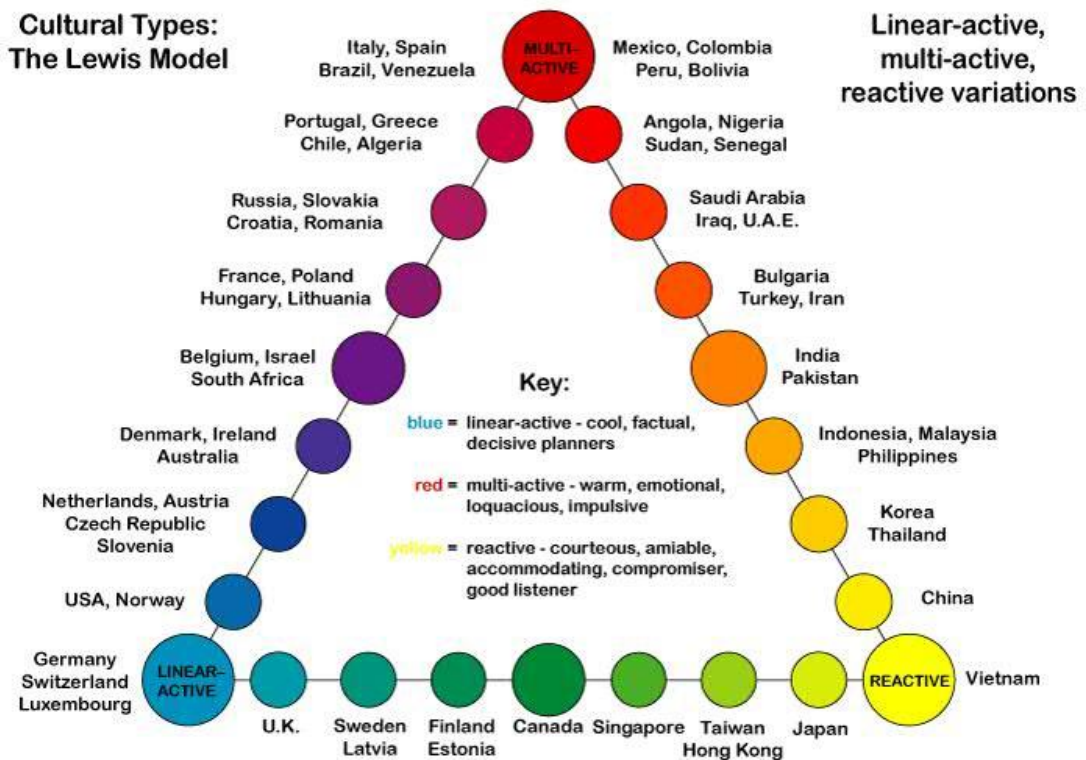 Cultural Types:
The Lewis Model
Linear-active,
multi-active,
reactive variations
MULTI-
ACTIVE
Italy, Spain
Brazil, Venezuela
Mexico, Colombia
Peru, Bolivia
Portugal, Greece
Chile, Algeria
Angola, Nigeria
Sudan, Senegal
Russia, Slovakia
Croatia, Romania
Saudi Arabia
Iraq, U.A.E.
France, Poland
Hungary, Lithuania
Bulgaria
Turkey, Iran
Belgium, Israel
South Africa
India
Pakistan
Key:
blue = linear-active - cool, factual,
decisive planners
red = multi-active - warm, emotional,
loquacious, impulsive
yellow = reactive - courteous, amiable,
accommodating, compromiser,
good listener
Denmark, Ireland
Australia
Indonesia, Malaysia
Philippines
Netherlands, Austria
Czech Republic
Slovenia
Korea
Thailand
USA, Norway
China
Germany
Switzerland
Luxembourg
LINEAR-
ACTIVE
REACTIVE
Vietnam
U.K.
Sweden
Latvia
Finland
Estonia
Canada
Singapore
Taiwan
Hong Kong
Japan